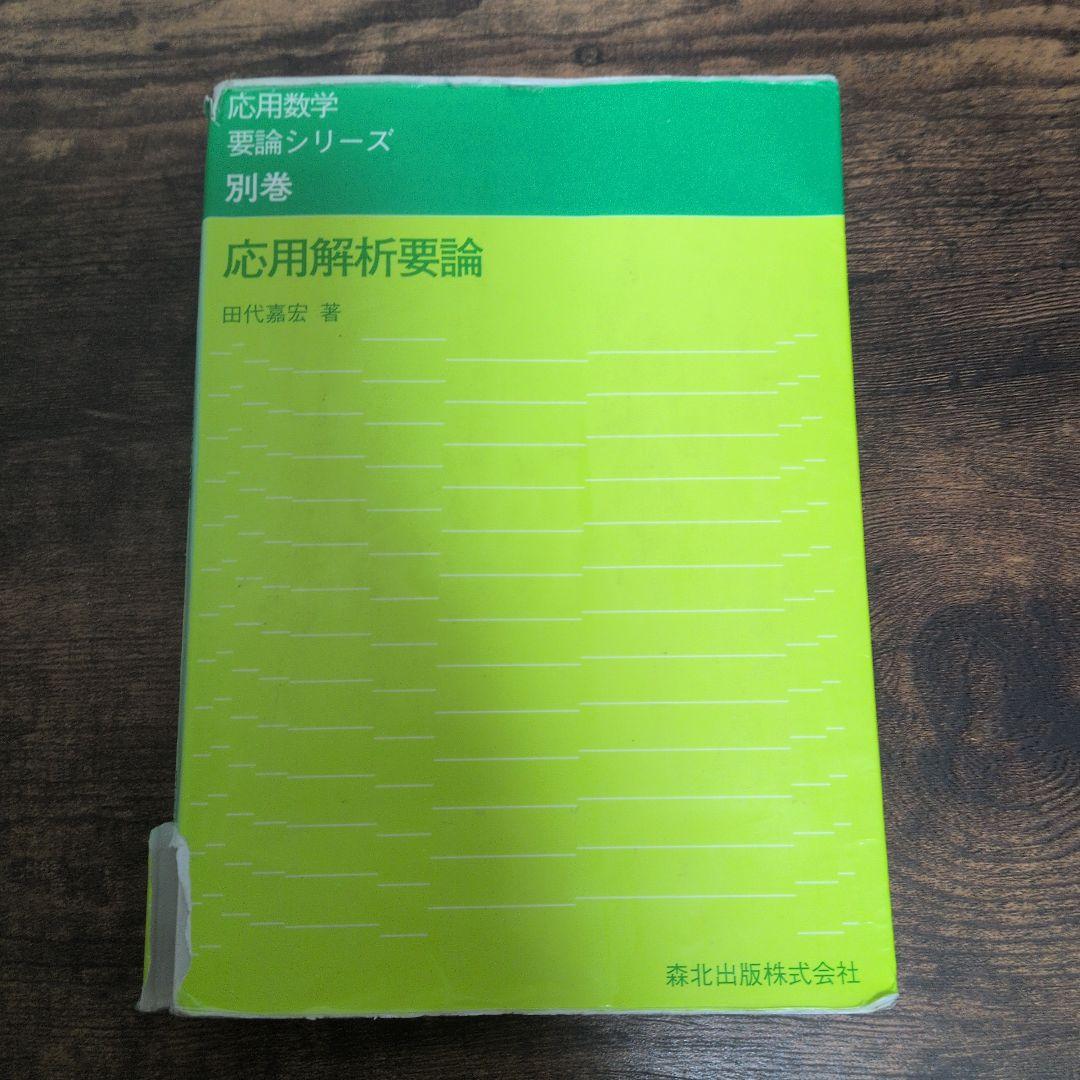 応用数学
要論シリーズ
別巻
応用解析要論
田代嘉宏 著
森北出版株式会社